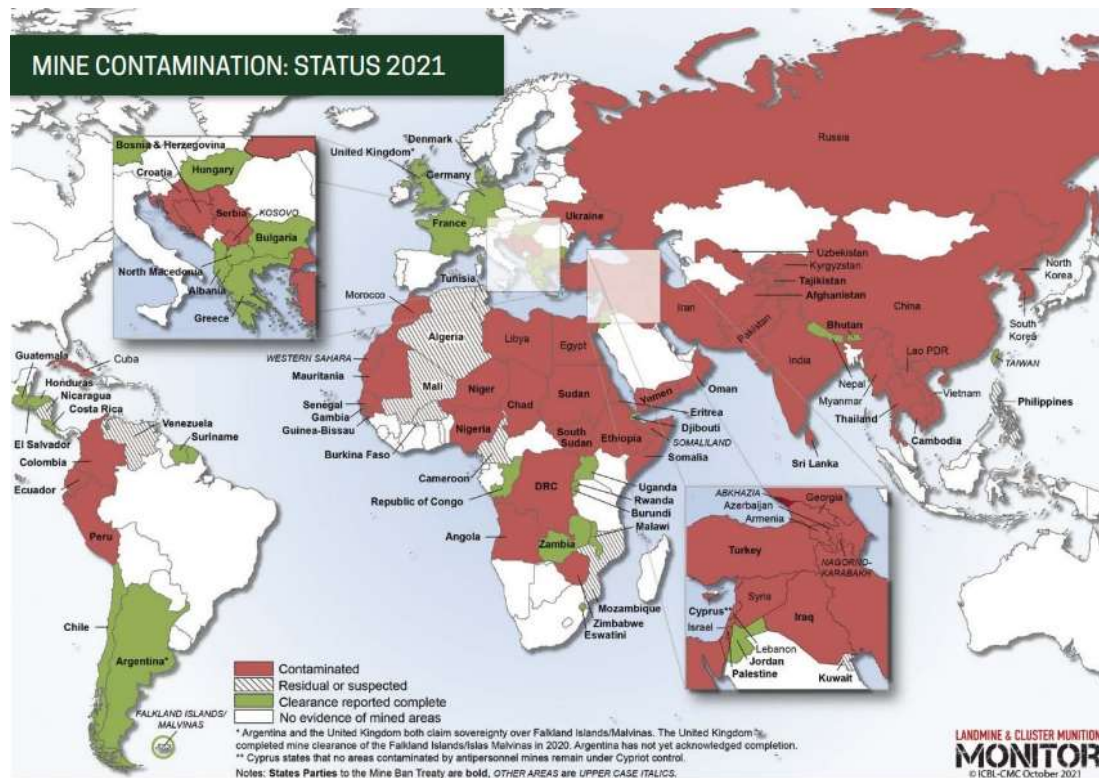 MINE CONTAMINATION: STATUS 2021
Denmark
United Kingdom*
Germany
France
Ukraine
Russia
Bosnia & Herzegovina
Croatia
Hungary
Serbia
KOSOVO
Bulgaria
North Macedonia
Albania
Greece
Tunisia
Morocco
Algeria
Libya
Egypt
WESTERN SAHARA
Mauritania
Mali
Niger
Chad
Sudan
Senegal
Gambia
Guinea-Bissau
Nigeria
South
Sudan
Ethiopia
Burkina Faso
Cameroon
Republic of Congo
DRC
Angola
Zambia
Yemen
Oman
Eritrea
Djibouti
SOMALILAND
Somalia
Uganda
Rwanda
Burundi
Malawi
Mozambique
Zimbabwe
Eswatini
Iran
Uzbekistan
Kyrgyzstan
Tajikistan
Afghanistan
Pakistan
China
North
Korea
South
Korea
Bhutan
India
Lao PDR
TAIWAN
Nepal
Myanmar
Vietnam
Thailand
Philippines
Cambodia
Sri Lanka
Guatemala
Cuba
Honduras
Nicaragua
Costa Rica
El Salvador
Venezuela
Suriname
Colombia
Ecuador
Peru
Chile
Argentina*
FALKLAND ISLANDS/
MALVINAS
ABKHAZIA
Georgia
Azerbaijan
Armenia
Turkey
NAGORNO-
KARABAKH
Syria
Cyprus**
Iraq
Israel
Lebanon
Jordan
Palestine
Kuwait
Contaminated
Residual or suspected
Clearance reported complete
No evidence of mined areas
* Argentina and the United Kingdom both claim sovereignty over Falkland Islands/Malvinas. The United Kingdom
completed mine clearance of the Falkland Islands/Islas Malvinas in 2020. Argentina has not yet acknowledged completion.
** Cyprus states that no areas contaminated by antipersonnel mines remain under Cypriot control.
Notes: States Parties to the Mine Ban Treaty are bold, OTHER AREAS are UPPER CASE ITALICS.
LANDMINE & CLUSTER MUNITION
MONITOR
© ICBL-CMC October 2021